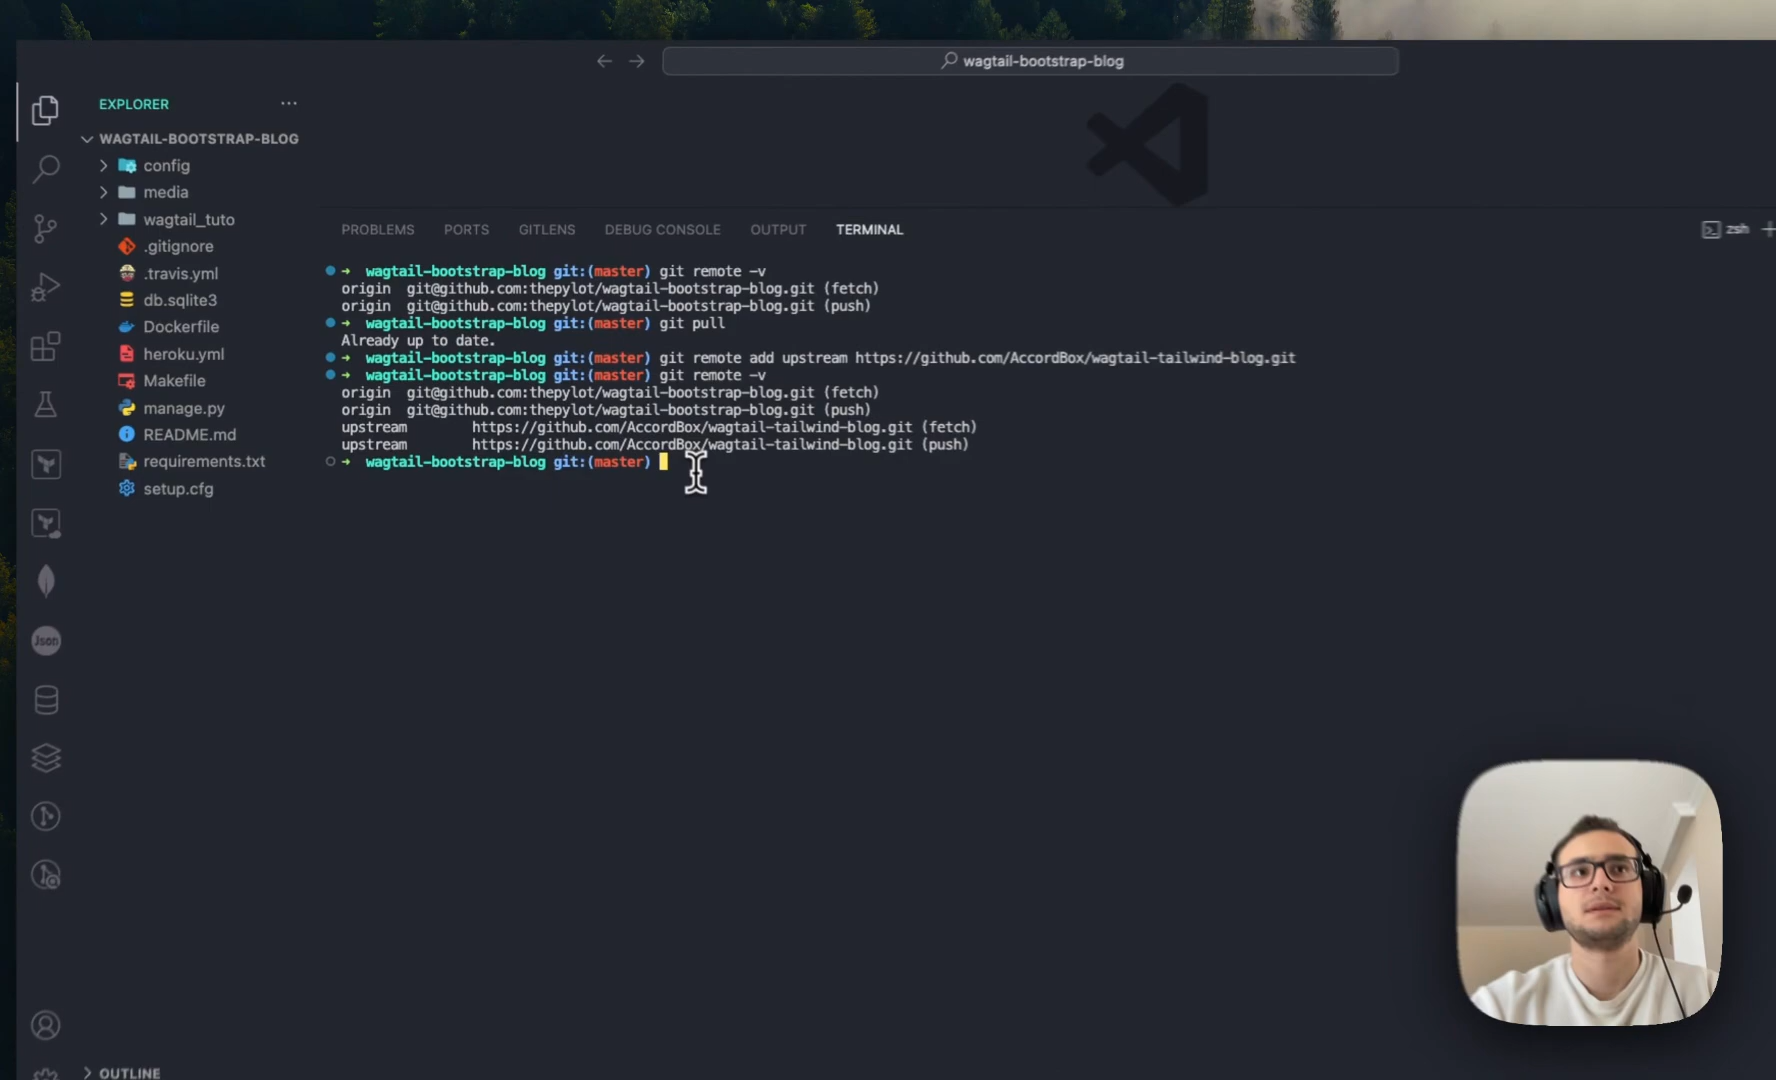 wagtail-bootstrap-blog
EXPLORER
WAGTAIL-BOOTSTRAP-BLOG
config
media
wagtail_tuto
.gitignore
.travis.yml
db.sqlite3
Dockerfile
heroku.yml
Makefile
manage.py
README.md
requirements.txt
setup.cfg
Json
OUTLINE
PROBLEMS PORTS GITLENS DEBUG CONSOLE OUTPUT TERMINAL
zsh
→ wagtail-bootstrap-blog git:(master) git remote -v
origin git@github.com:thepylot/wagtail-bootstrap-blog.git (fetch)
origin git@github.com:thepylot/wagtail-bootstrap-blog.git (push)
→ wagtail-bootstrap-blog git:(master) git pull
Already up to date.
→ wagtail-bootstrap-blog git:(master) git remote add upstream https://github.com/AccordBox/wagtail-tailwind-blog.git
→ wagtail-bootstrap-blog git:(master) git remote -v
origin git@github.com:thepylot/wagtail-bootstrap-blog.git (fetch)
origin git@github.com:thepylot/wagtail-bootstrap-blog.git (push)
upstream https://github.com/AccordBox/wagtail-tailwind-blog.git (fetch)
upstream https://github.com/AccordBox/wagtail-tailwind-blog.git (push)
→ wagtail-bootstrap-blog git:(master)